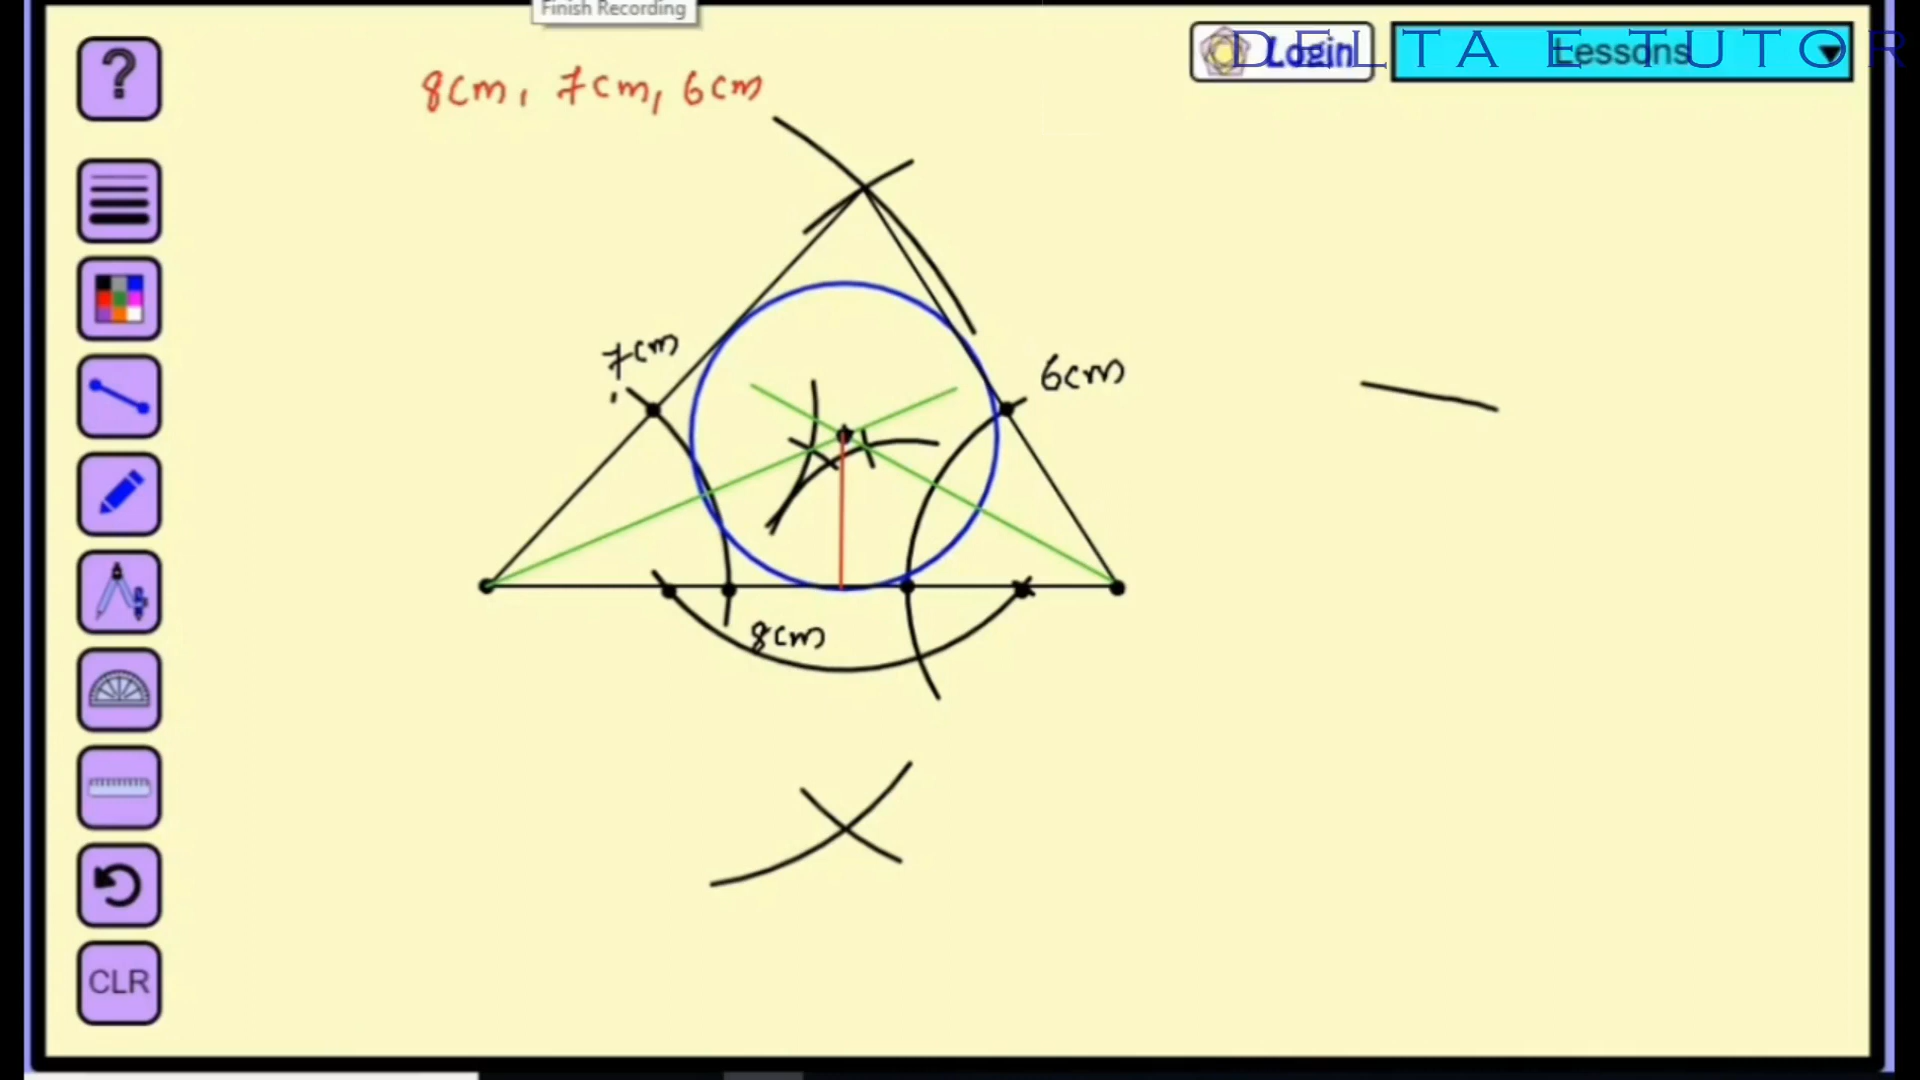 Finish Recording
Login
Lessons
DELTA E TUTOR
8cm, 7cm, 6cm
7cm
6cm
8cm
CLR